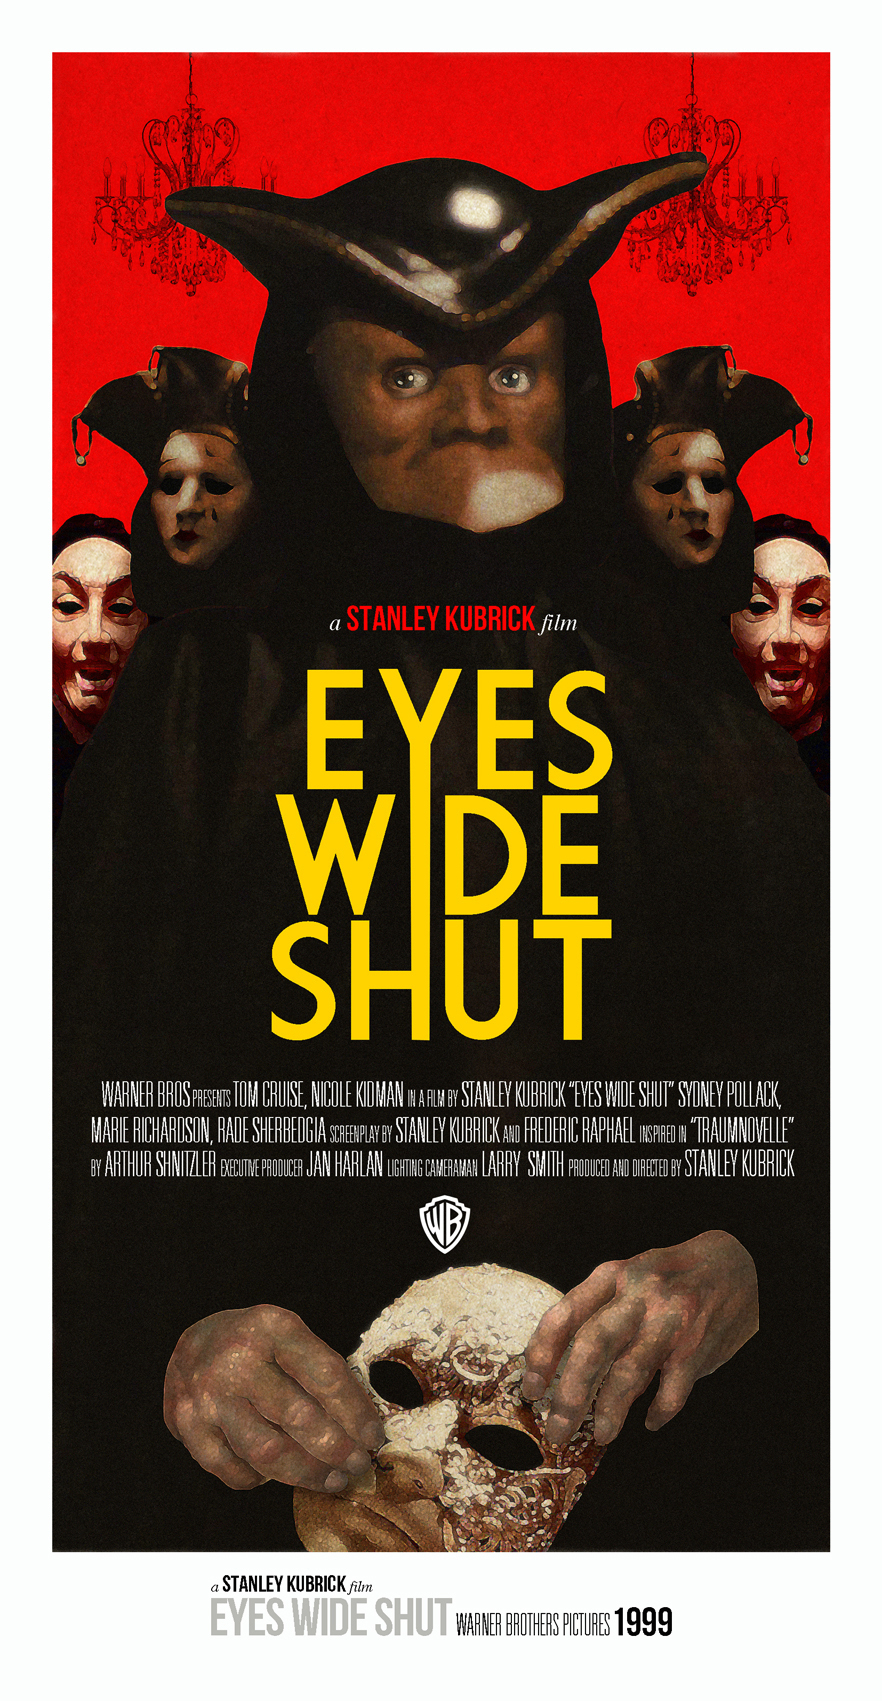 a STANLEY KUBRICK film
EYES
WIDE
SHUT
WARNER BROS PRESENTS TOM CRUISE, NICOLE KIDMAN IN A FILM BY STANLEY KUBRICK "EYES WIDE SHUT" SYDNEY POLLACK,
MARIE RICHARDSON, RADE SHERBEDGIA SCREENPLAY BY STANLEY KUBRICK AND FREDERIC RAPHAEL INSPIRED IN "TRAUMNOVELLE"
BY ARTHUR SHNITZLER EXECUTIVE PRODUCER JAN HARLAN LIGHTING CAMERAMAN LARRY SMITH PRODUCED AND DIRECTED BY STANLEY KUBRICK
WB
a STANLEY KUBRICK film
EYES WIDE SHUT WARNER BROTHERS PICTURES 1999